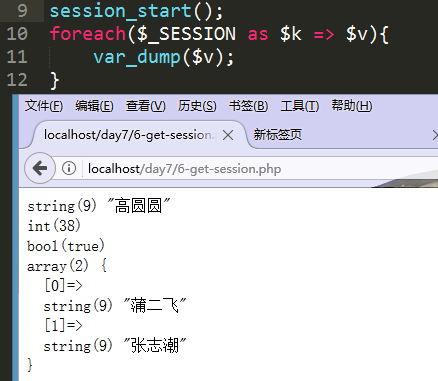 9 session_start();
10 foreach($_SESSION as $k => $v){
11     var_dump($v);
12 }
文件(F) 编辑(E) 查看(V) 历史(S) 书签(B) 工具(T) 帮助(H)
localhost/day7/6-get-session. × 新标签页
localhost/day7/6-get-session.php
string(9) "高圆圆"
int(38)
bool(true)
array(2) {
  [0]=>
  string(9) "蒲二飞"
  [1]=>
  string(9) "张志潮"
}